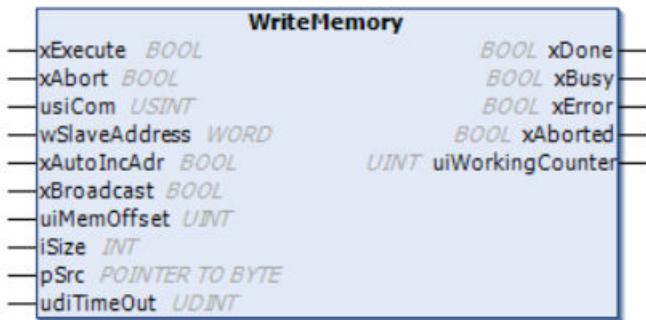 WriteMemory
xExecute BOOL BOOL xDone
xAbort BOOL BOOL xBusy
usiCom USINT BOOL xError
wSlaveAddress WORD BOOL xAborted
xAutoIncAdr BOOL UINT uiWorkingCounter
xBroadcast BOOL
uiMemOffset UINT
iSize INT
pSrc POINTER TO BYTE
udiTimeOut UDINT